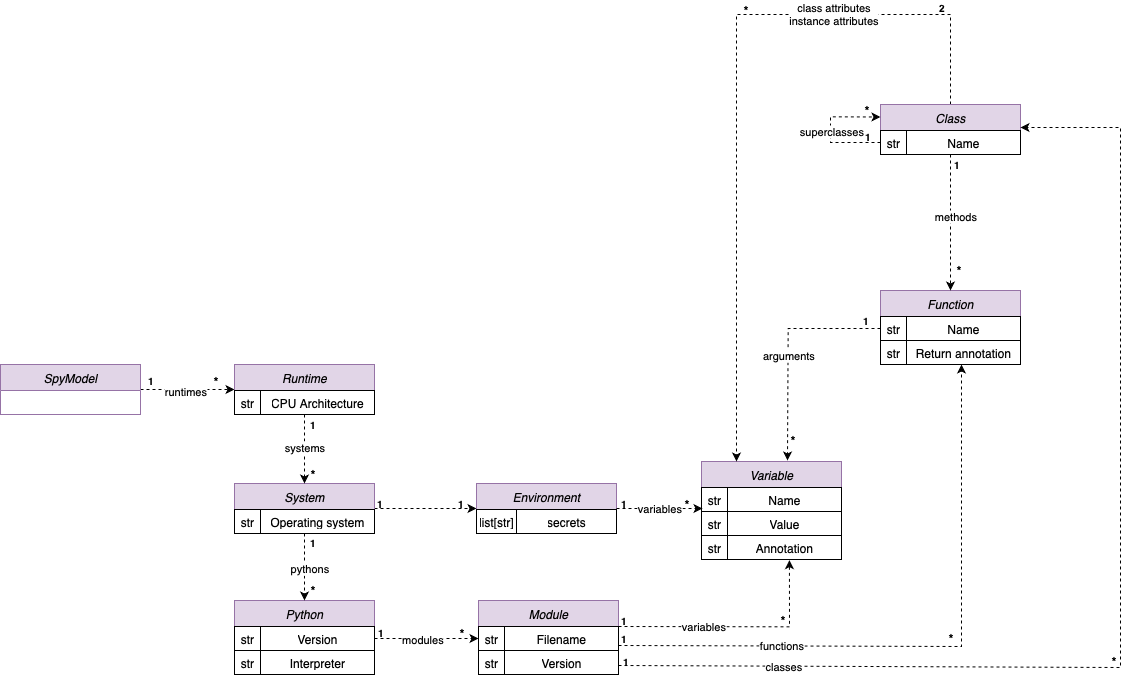 * class attributes 2
instance attributes
Class
str Name
*
superclasses 1
1
methods
*
Function
str Name
str Return annotation
1
arguments
*
SpyModel
1 runtimes *
Runtime
str CPU Architecture
1
systems
*
System
str Operating system
1 1
Environment
list[str] secrets
1 variables *
Variable
str Name
str Value
str Annotation
1
pythons
*
Python
str Version
str Interpreter
1 modules *
Module
str Filename
str Version
1 variables *
1 functions *
1 classes *